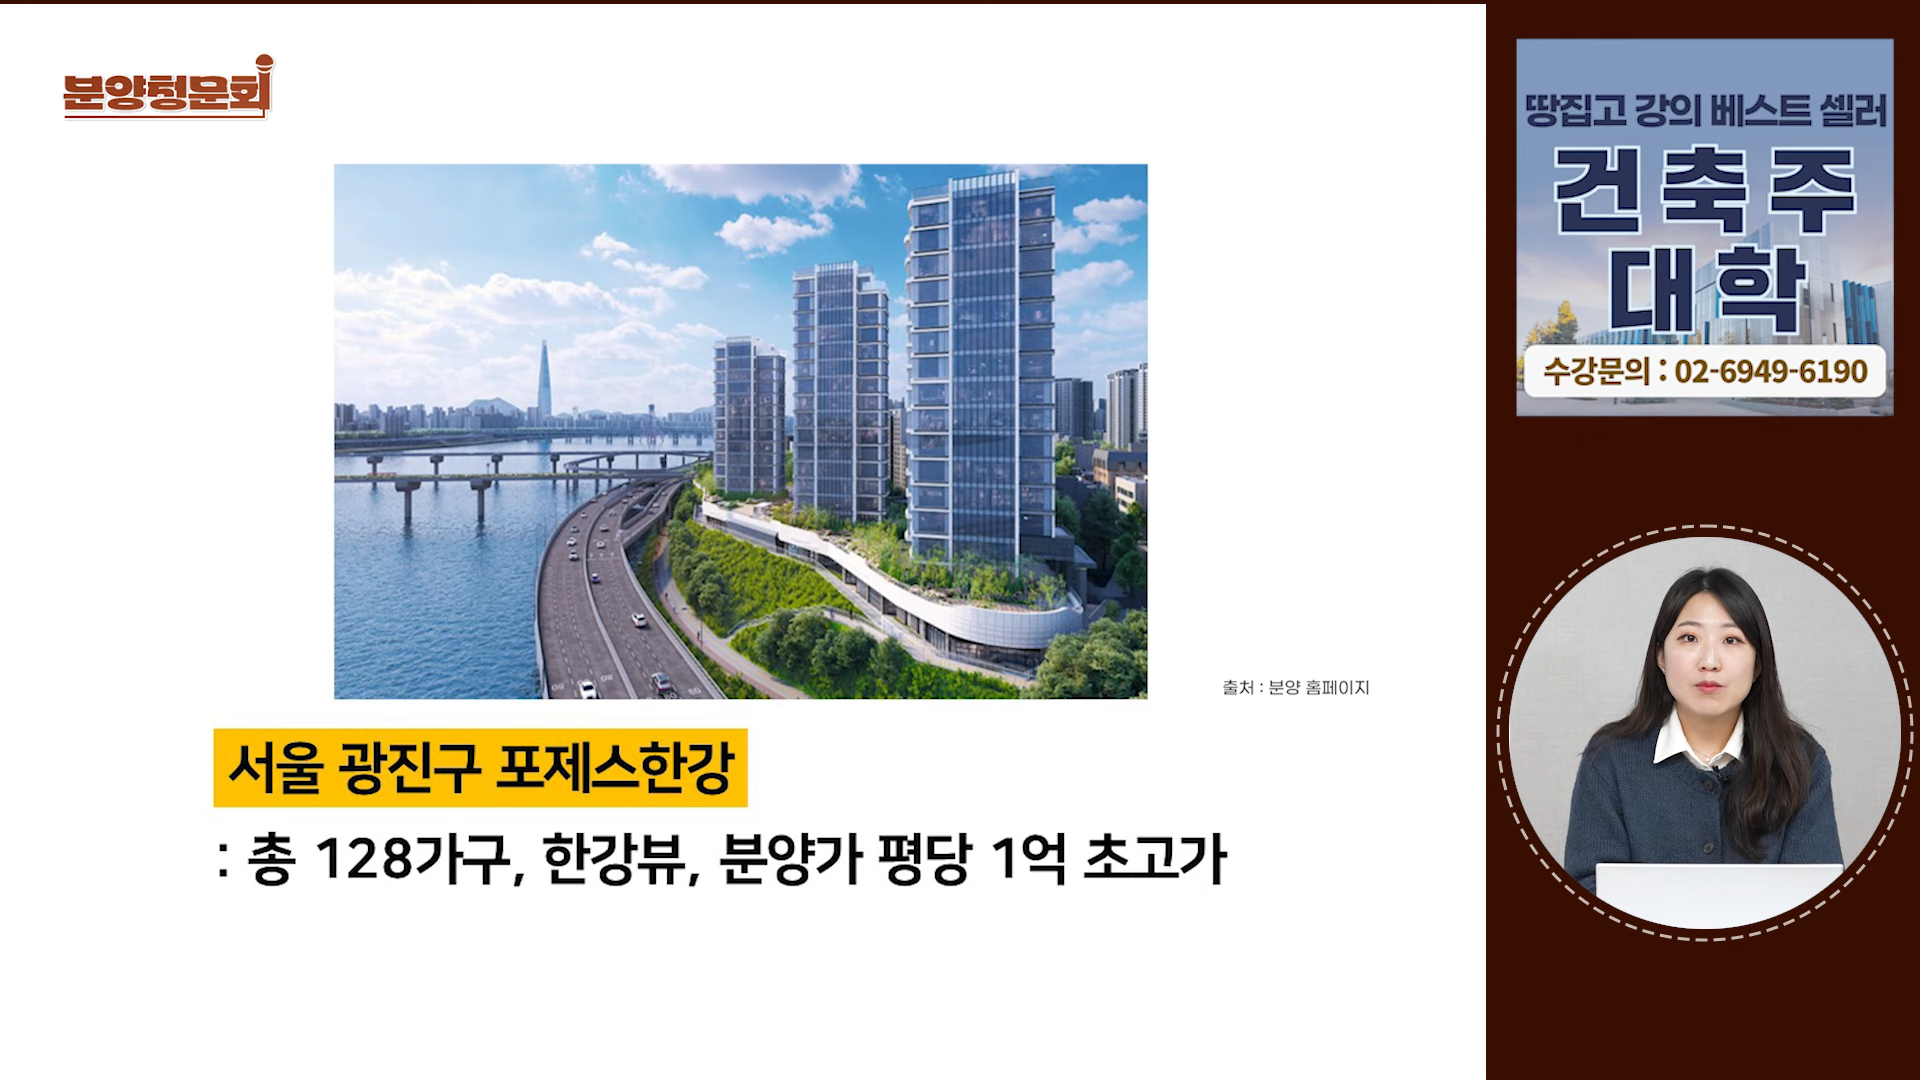 분양청문회
출처 : 분양 홈페이지
서울 광진구 포제스한강
: 총 128가구, 한강뷰, 분양가 평당 1억 초고가
땅집고 강의 베스트 셀러
건축주
대학
수강문의 : 02-6949-6190